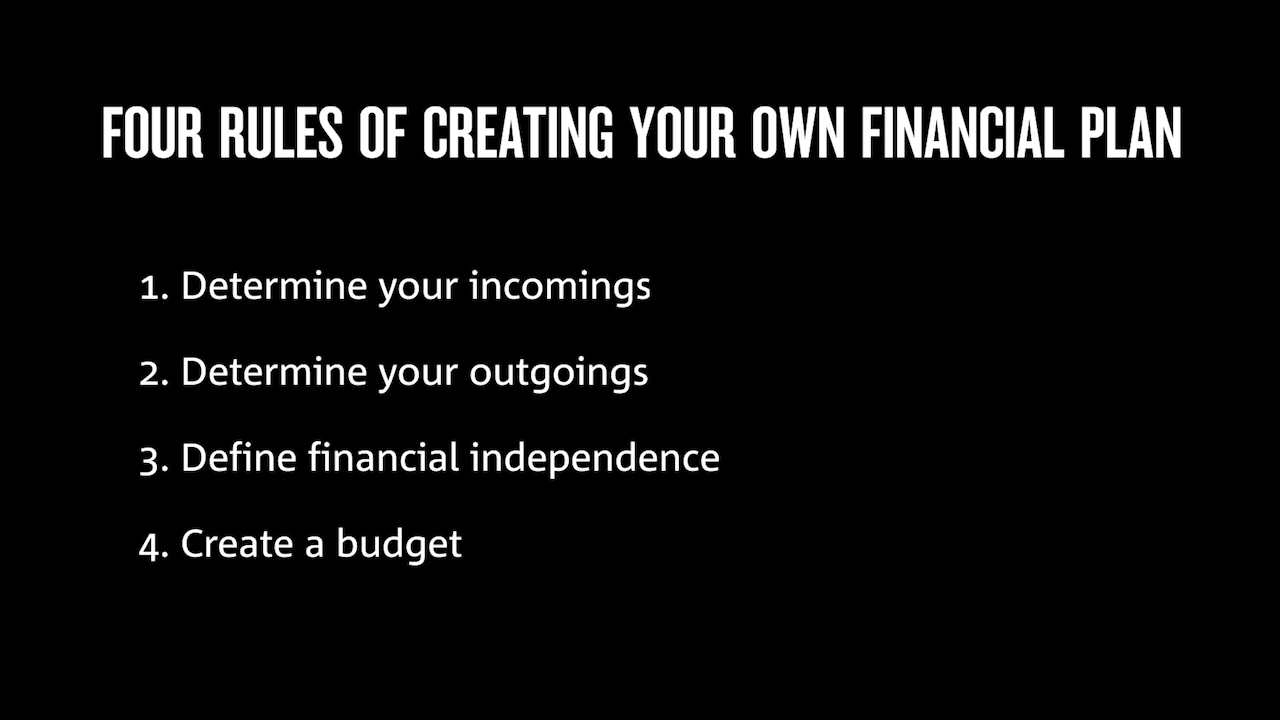 FOUR RULES OF CREATING YOUR OWN FINANCIAL PLAN
1. Determine your incomings
2. Determine your outgoings
3. Define financial independence
4. Create a budget